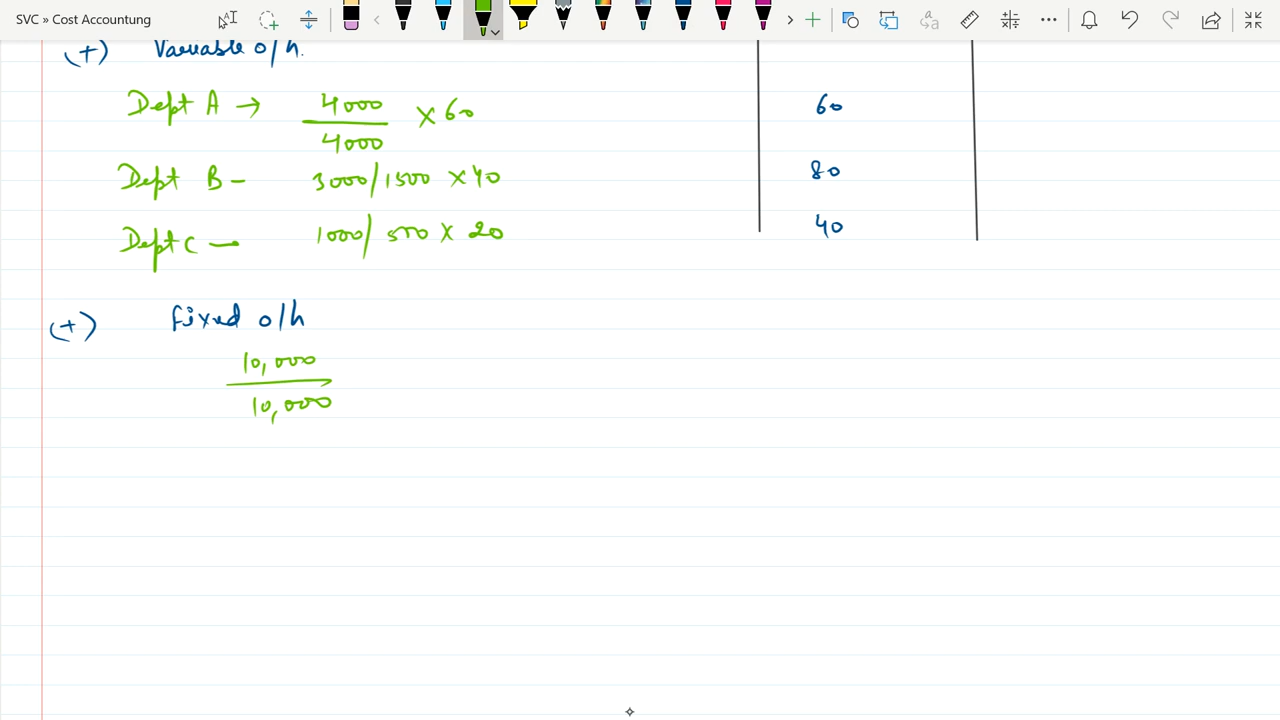 SVC » Cost Accountung
(+) Variable o/h.
Dept A → 4000 / 4000 × 60 60
Dept B – 3000/1500 × 40 80
Dept C — 1000/500 × 20 40
(+) Fixed o/h
10,000
10,000